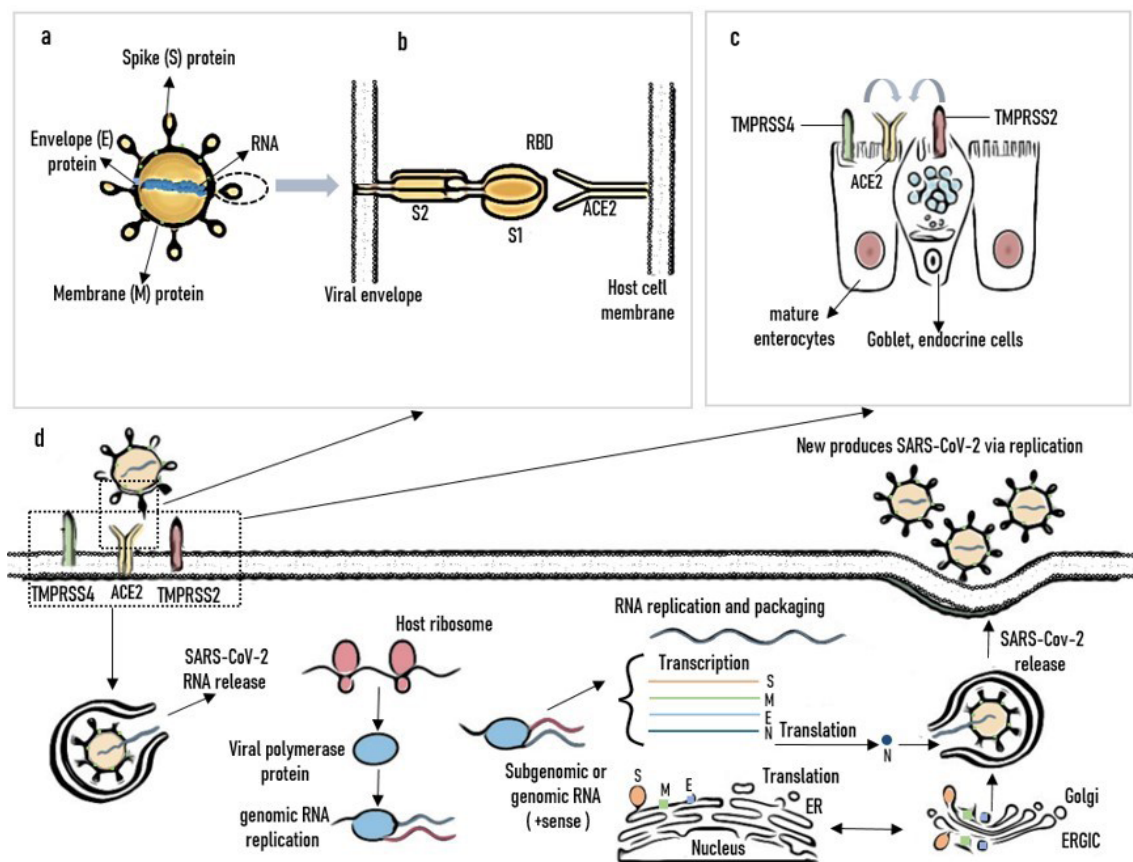 a
Spike (S) protein
Envelope (E)
protein
RNA
Membrane (M) protein
b
RBD
S2
S1
ACE2
Viral envelope
Host cell
membrane
c
TMPRSS4
TMPRSS2
ACE2
mature
enterocytes
Goblet, endocrine cells
d
TMPRSS4
ACE2
TMPRSS2
SARS-CoV-2
RNA release
Host ribosome
Viral polymerase
protein
genomic RNA
replication
Subgenomic or
genomic RNA
( +sense )
RNA replication and packaging
Transcription
S
M
E
N
Translation
N
S
M
E
Translation
ER
Nucleus
Golgi
ERGIC
SARS-Cov-2
release
New produces SARS-CoV-2 via replication